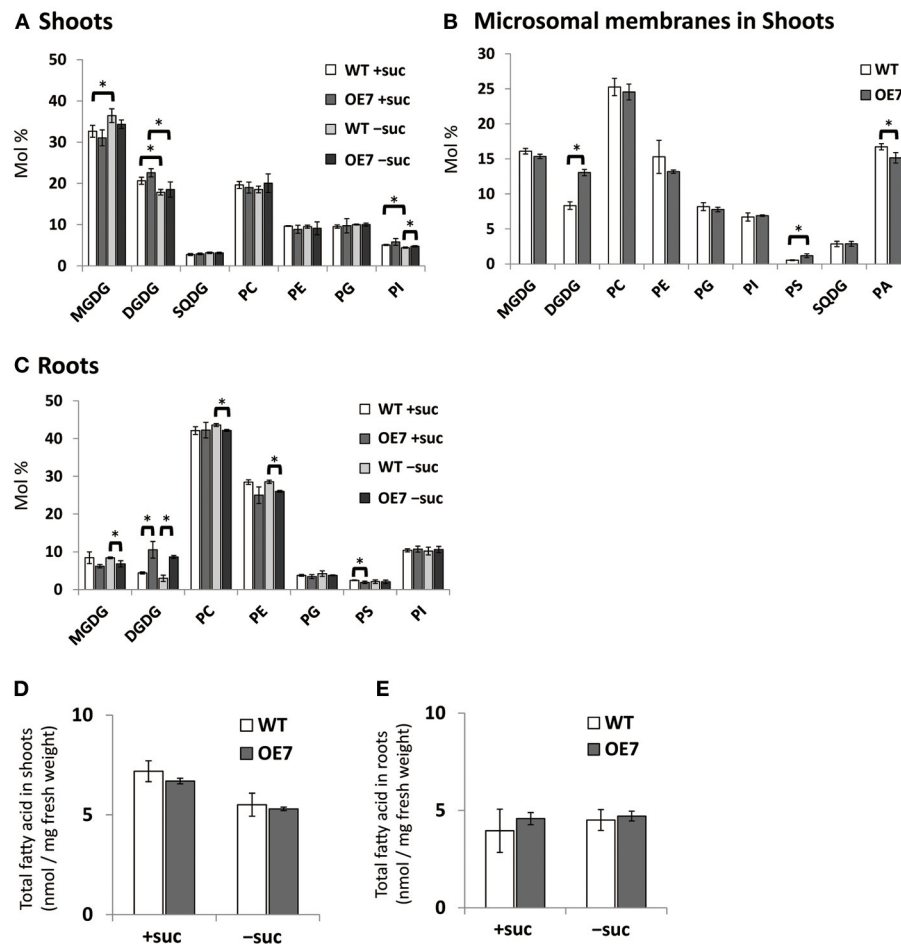 A Shoots
Mol %
50
40
30
20
10
0
WT +suc
OE7 +suc
WT −suc
OE7 −suc
*
*
*
*
*
MGDG DGDG SQDG PC PE PG PI
B Microsomal membranes in Shoots
Mol %
30
25
20
15
10
5
0
WT
OE7
*
*
*
MGDG DGDG PC PE PG PI PS SQDG PA
C Roots
Mol %
50
40
30
20
10
0
WT +suc
OE7 +suc
WT −suc
OE7 −suc
*
* *
*
*
*
MGDG DGDG PC PE PG PS PI
D
Total fatty acid in shoots
(nmol / mg fresh weight)
10
5
0
WT
OE7
+suc −suc
E
Total fatty acid in roots
(nmol / mg fresh weight)
10
5
0
WT
OE7
+suc −suc